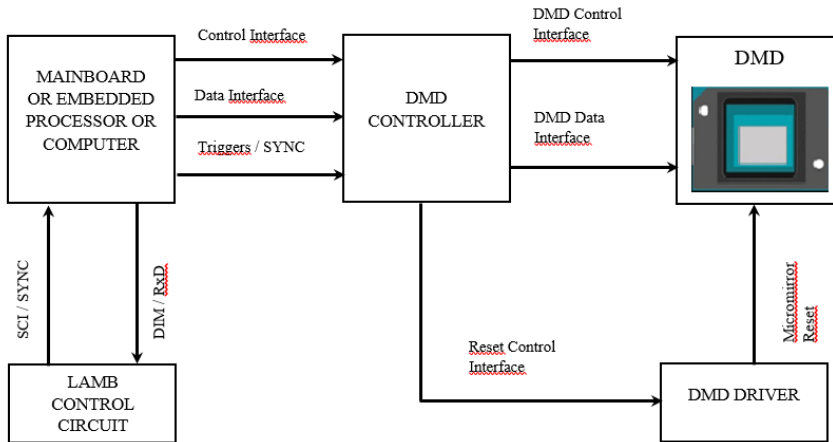 Control Interface
MAINBOARD
OR EMBEDDED
PROCESSOR OR
COMPUTER
Data Interface
Triggers / SYNC
DMD
CONTROLLER
DMD Control
Interface
DMD Data
Interface
DMD
SCI / SYNC
DIM / RxD
Reset Control
Interface
Micromirror
Reset
LAMB
CONTROL
CIRCUIT
DMD DRIVER